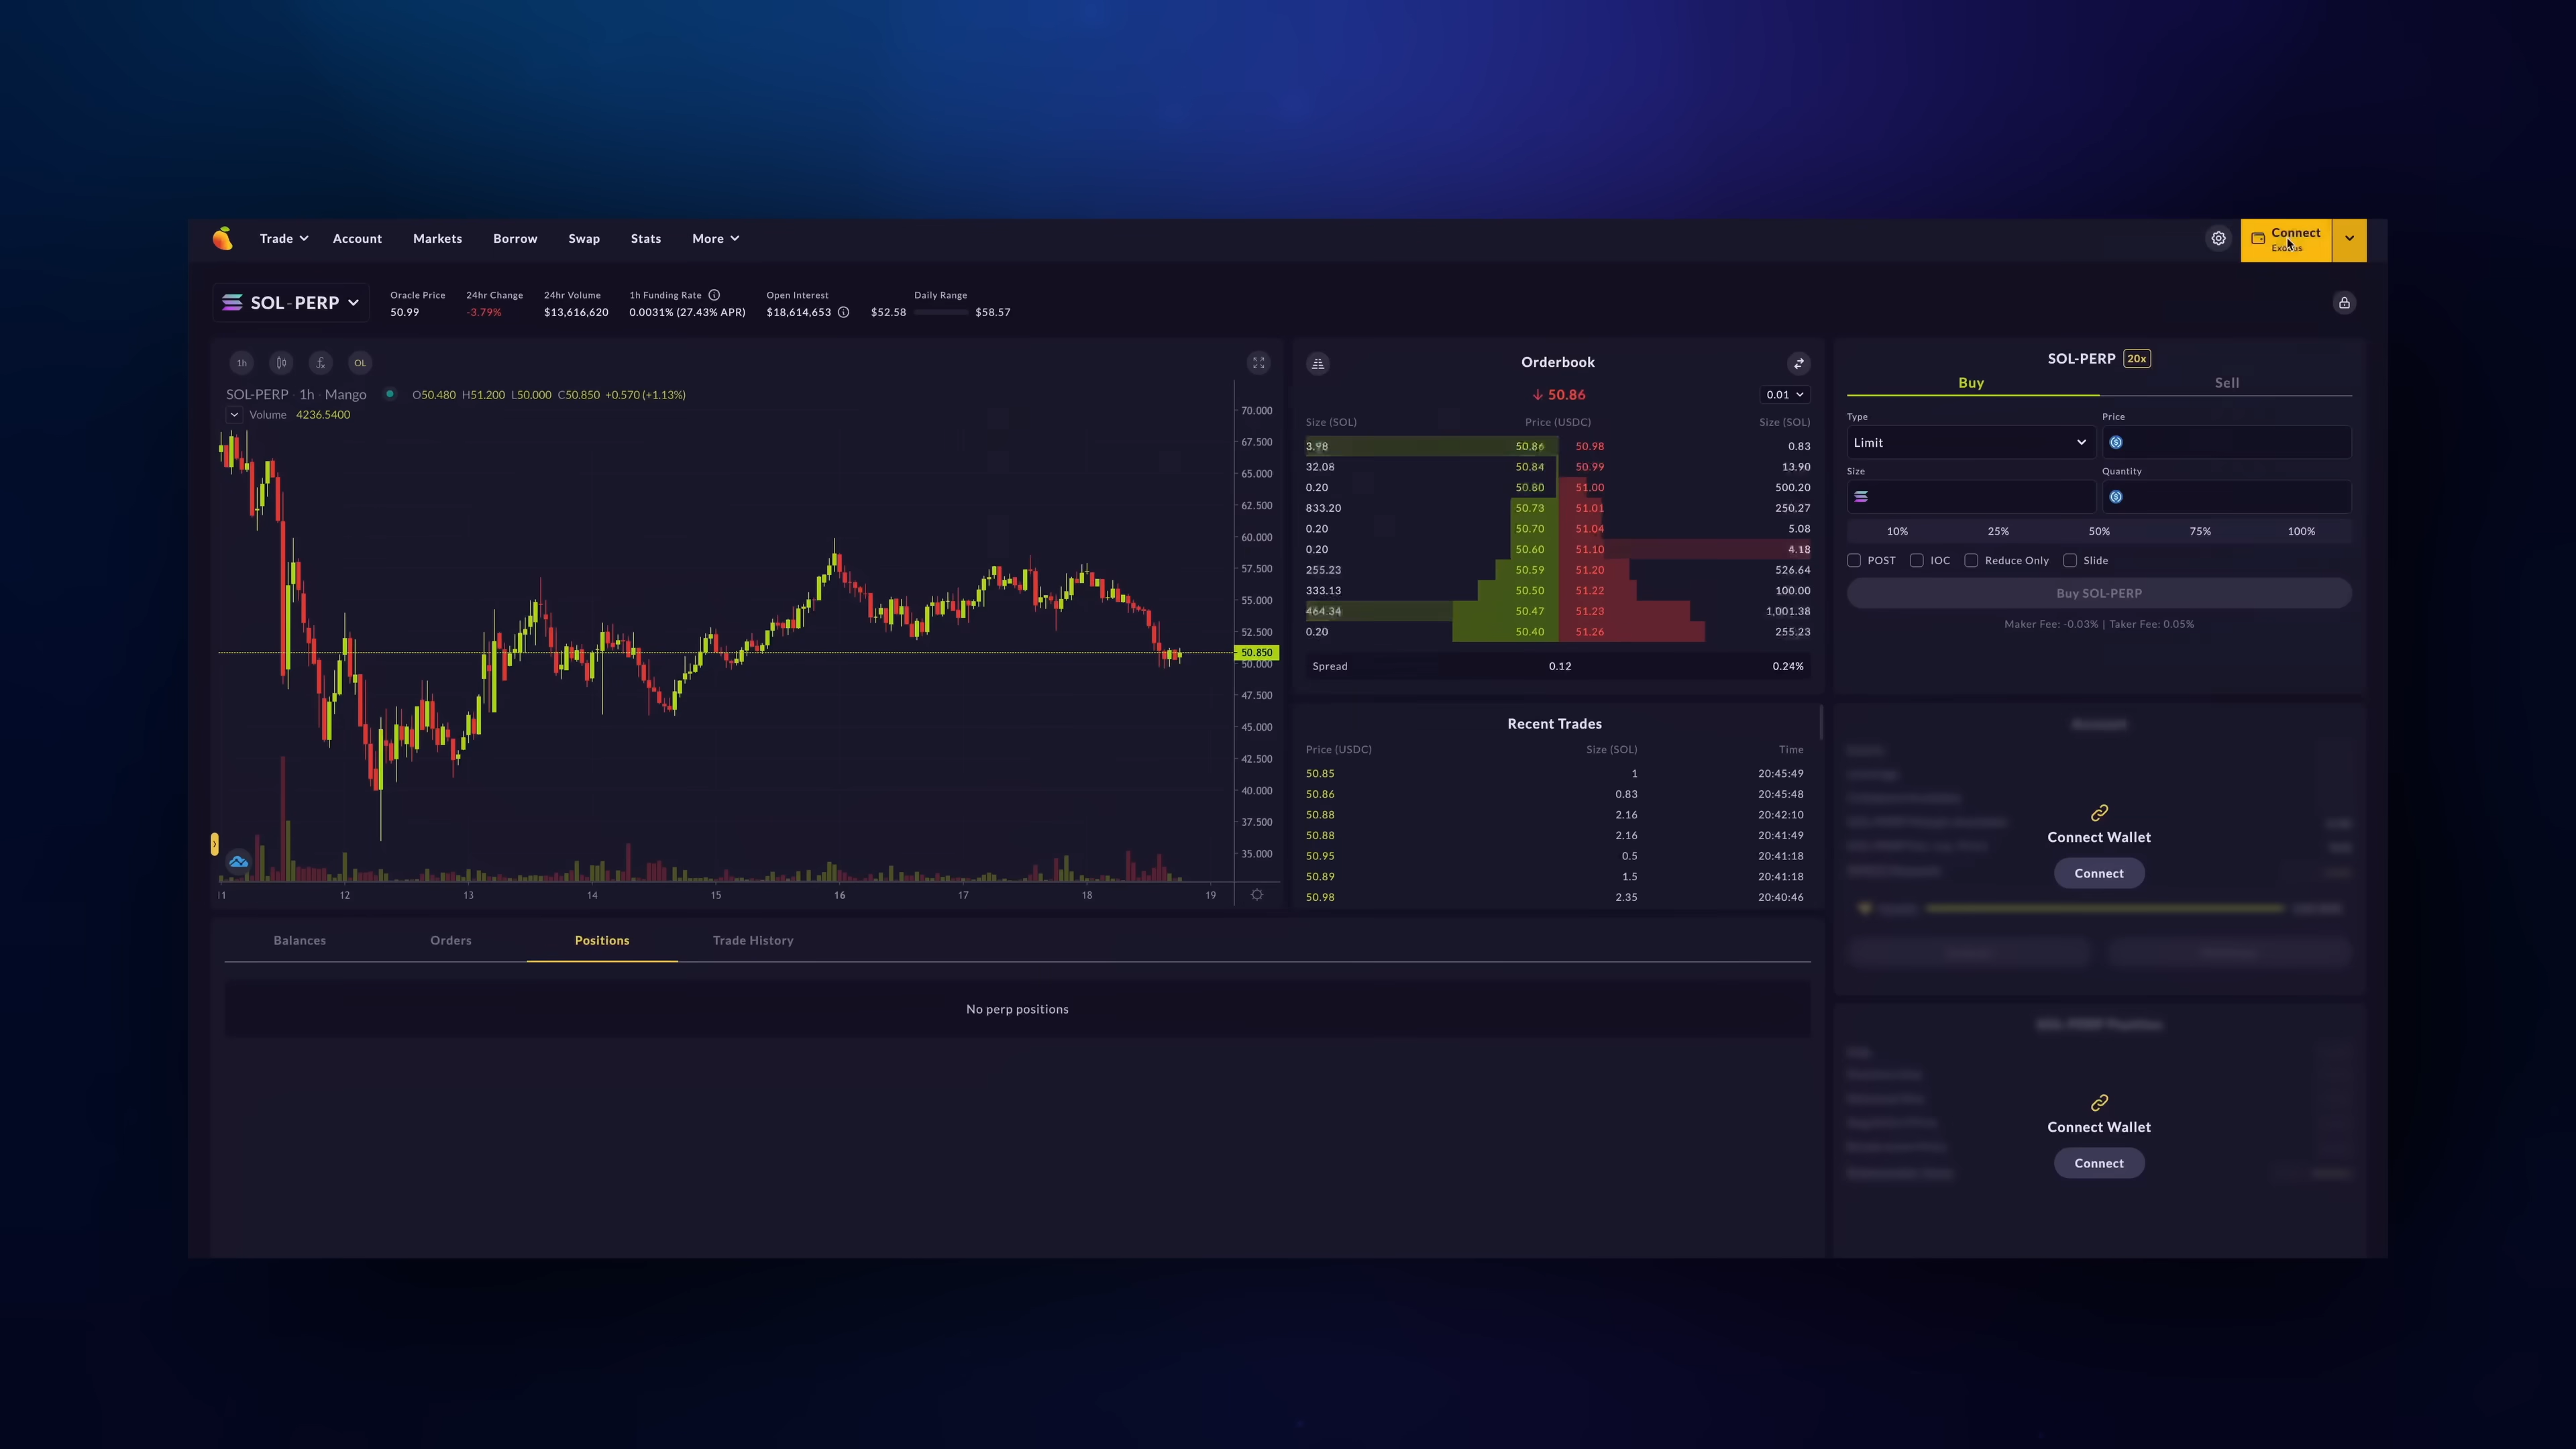 Trade Account Markets Borrow Swap Stats More
Connect
Exodus
SOL-PERP
Oracle Price 24hr Change 24hr Volume 1h Funding Rate Open Interest Daily Range
50.99 -3.79% $13,616,620 0.0031% (27.43% APR) $18,614,653 $52.58 $58.57
1h OL
SOL-PERP · 1h · Mango O50.480 H51.200 L50.000 C50.850 +0.570 (+1.13%)
Volume 4236.5400
70.000
67.500
65.000
62.500
60.000
57.500
55.000
52.500
50.850
50.000
47.500
45.000
42.500
40.000
37.500
35.000
11 12 13 14 15 16 17 18 19
Orderbook
↓ 50.86 0.01
Size (SOL) Price (USDC) Size (SOL)
50.98 0.83
32.08 50.84 50.99 13.90
0.20 50.80 51.00 500.20
833.20 50.73 51.01 250.27
0.20 50.70 51.04 5.08
0.20 50.60 51.10 4.18
255.23 50.59 51.20 526.64
333.13 50.50 51.22 100.00
464.34 50.47 51.23 1,001.38
0.20 50.40 51.26 255.23
Spread 0.12 0.24%
Recent Trades
Price (USDC) Size (SOL) Time
50.85 1 20:45:49
50.86 0.83 20:45:48
50.88 2.16 20:42:10
50.88 2.16 20:41:49
50.95 0.5 20:41:18
50.89 1.5 20:41:18
50.98 2.35 20:40:46
SOL-PERP 20x
Buy Sell
Type Price
Limit
Size Quantity
10% 25% 50% 75% 100%
POST IOC Reduce Only Slide
Buy SOL-PERP
Maker Fee: -0.03% | Taker Fee: 0.05%
Connect Wallet
Connect
Connect Wallet
Connect
Balances Orders Positions Trade History
No perp positions